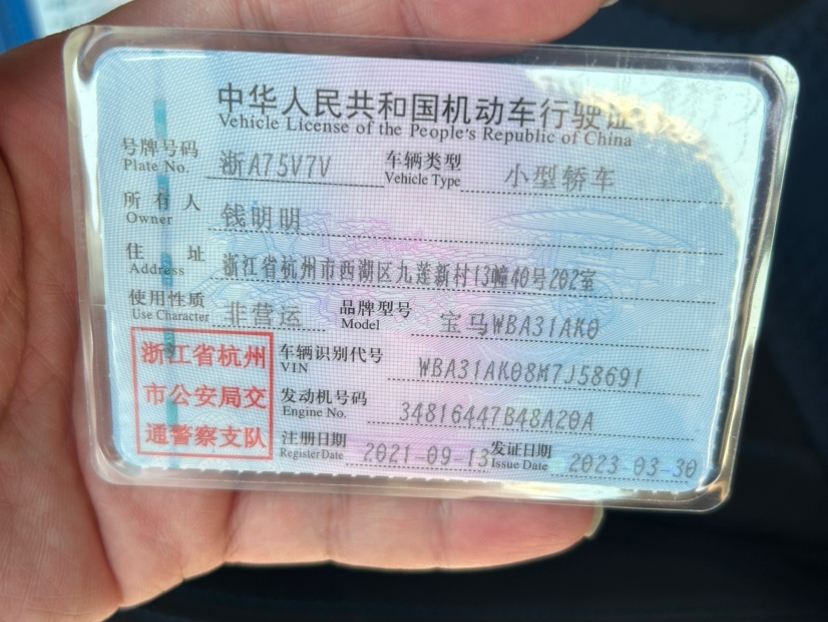 中华人民共和国机动车行驶证
Vehicle License of the People's Republic of China
号牌号码 浙A75V7V 车辆类型 小型轿车
Plate No. Vehicle Type
所有人 钱明明
Owner
住址 浙江省杭州市西湖区九莲新村13幢40号202室
Address
使用性质 非营运 品牌型号 宝马WBA31AK0
Use Character Model
浙江省杭州
市公安局交
通警察支队
车辆识别代号 WBA31AK08M7J58691
VIN
发动机号码 34816447B48A20A
Engine No.
注册日期 2021-09-13 发证日期 2023-03-30
Register Date Issue Date